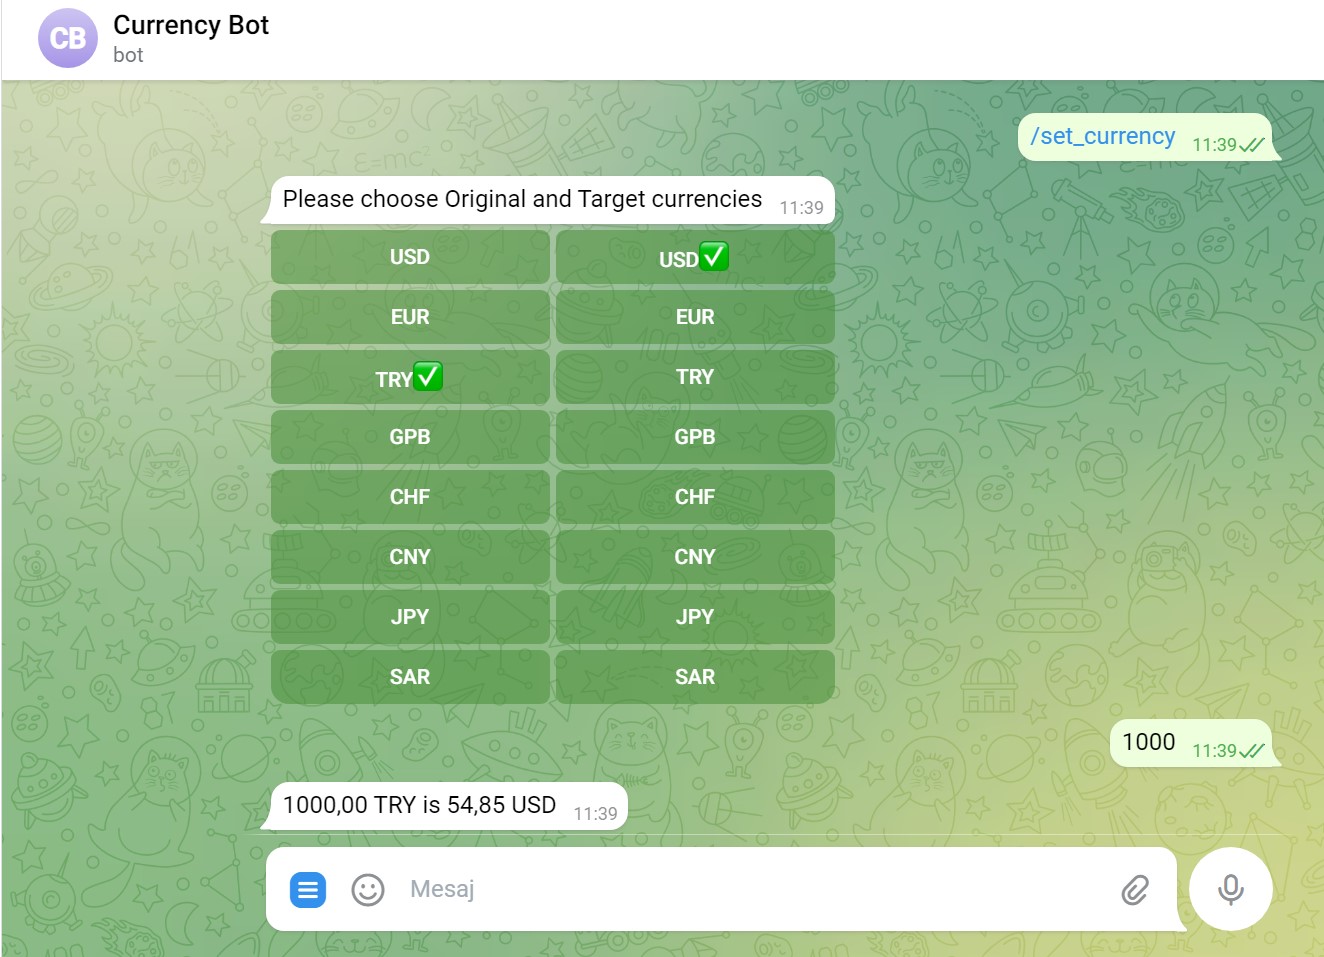 CB
Currency Bot
bot
/set_currency 11:39
Please choose Original and Target currencies 11:39
USD USD
EUR EUR
TRY TRY
GPB GPB
CHF CHF
CNY CNY
JPY JPY
SAR SAR
1000 11:39
1000,00 TRY is 54,85 USD 11:39
Mesaj